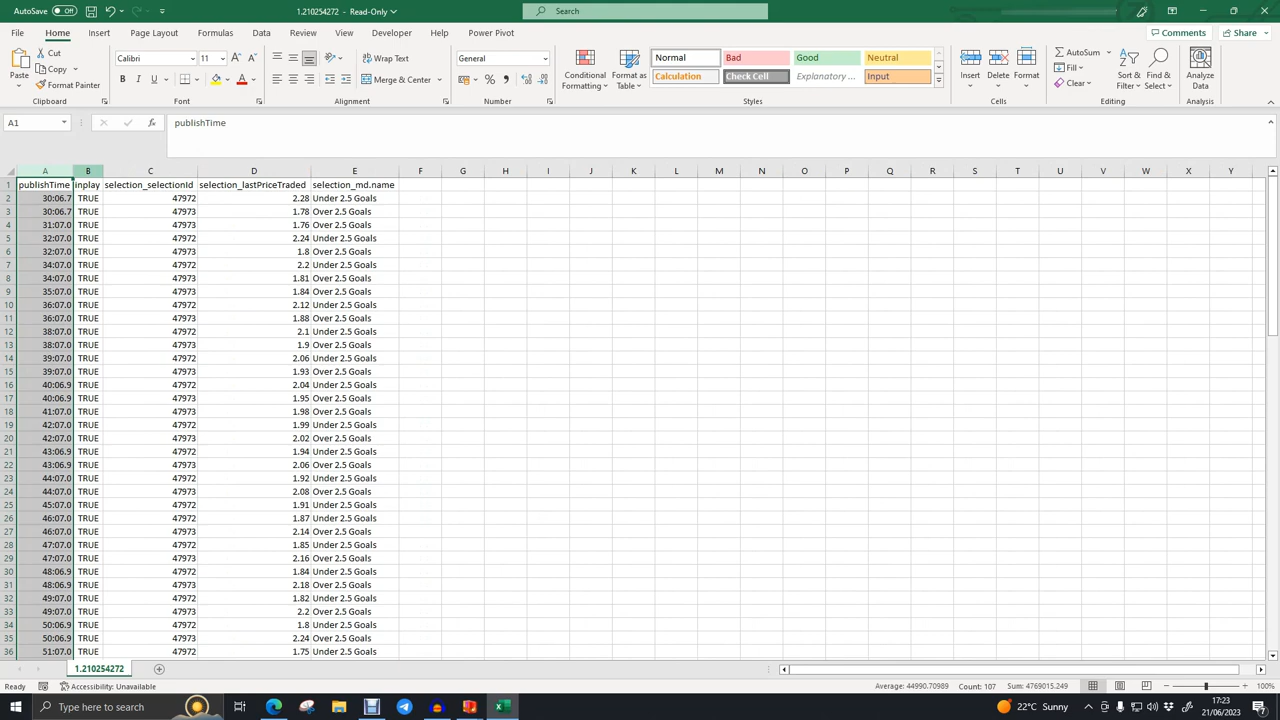 AutoSave Off 1.210254272 - Read-Only Search
File Home Insert Page Layout Formulas Data Review View Developer Help Power Pivot Comments Share
Paste Cut Copy Format Painter Clipboard
Calibri 11 B I U Font
Wrap Text Merge & Center Alignment
General % Number
Conditional Formatting Format as Table
Normal Bad Good Neutral
Calculation Check Cell Explanatory ... Input
Styles
Insert Delete Format Cells
AutoSum Fill Clear Sort & Filter Find & Select Editing
Analyze Data Analysis
A1 fx publishTime
A B C D E F G H I J K L M N O P Q R S T U V W X Y
1 publishTime inplay selection_selectionId selection_lastPriceTraded selection_md.name
2 30:06.7 TRUE 47972 2.28 Under 2.5 Goals
3 30:06.7 TRUE 47973 1.78 Over 2.5 Goals
4 31:07.0 TRUE 47973 1.76 Over 2.5 Goals
5 32:07.0 TRUE 47972 2.24 Under 2.5 Goals
6 32:07.0 TRUE 47973 1.8 Over 2.5 Goals
7 34:07.0 TRUE 47972 2.2 Under 2.5 Goals
8 34:07.0 TRUE 47973 1.81 Over 2.5 Goals
9 35:07.0 TRUE 47973 1.84 Over 2.5 Goals
10 36:07.0 TRUE 47972 2.12 Under 2.5 Goals
11 36:07.0 TRUE 47973 1.88 Over 2.5 Goals
12 38:07.0 TRUE 47972 2.1 Under 2.5 Goals
13 38:07.0 TRUE 47973 1.9 Over 2.5 Goals
14 39:07.0 TRUE 47972 2.06 Under 2.5 Goals
15 39:07.0 TRUE 47973 1.93 Over 2.5 Goals
16 40:06.9 TRUE 47972 2.04 Under 2.5 Goals
17 40:06.9 TRUE 47973 1.95 Over 2.5 Goals
18 41:07.0 TRUE 47973 1.98 Over 2.5 Goals
19 42:07.0 TRUE 47972 1.99 Under 2.5 Goals
20 42:07.0 TRUE 47973 2.02 Over 2.5 Goals
21 43:06.9 TRUE 47972 1.94 Under 2.5 Goals
22 43:06.9 TRUE 47973 2.06 Over 2.5 Goals
23 44:07.0 TRUE 47972 1.92 Under 2.5 Goals
24 44:07.0 TRUE 47973 2.08 Over 2.5 Goals
25 45:07.0 TRUE 47972 1.91 Under 2.5 Goals
26 46:07.0 TRUE 47972 1.87 Under 2.5 Goals
27 46:07.0 TRUE 47973 2.14 Over 2.5 Goals
28 47:07.0 TRUE 47972 1.85 Under 2.5 Goals
29 47:07.0 TRUE 47973 2.16 Over 2.5 Goals
30 48:06.9 TRUE 47972 1.84 Under 2.5 Goals
31 48:06.9 TRUE 47973 2.18 Over 2.5 Goals
32 49:07.0 TRUE 47972 1.82 Under 2.5 Goals
33 49:07.0 TRUE 47973 2.2 Over 2.5 Goals
34 50:06.9 TRUE 47972 1.8 Under 2.5 Goals
35 50:06.9 TRUE 47973 2.24 Over 2.5 Goals
36 51:07.0 TRUE 47972 1.75 Under 2.5 Goals
1.210254272
Ready Accessibility: Unavailable Average: 44990.70989 Count: 107 Sum: 4769015.249 100%
Type here to search 22°C Sunny 17:23
21/06/2023